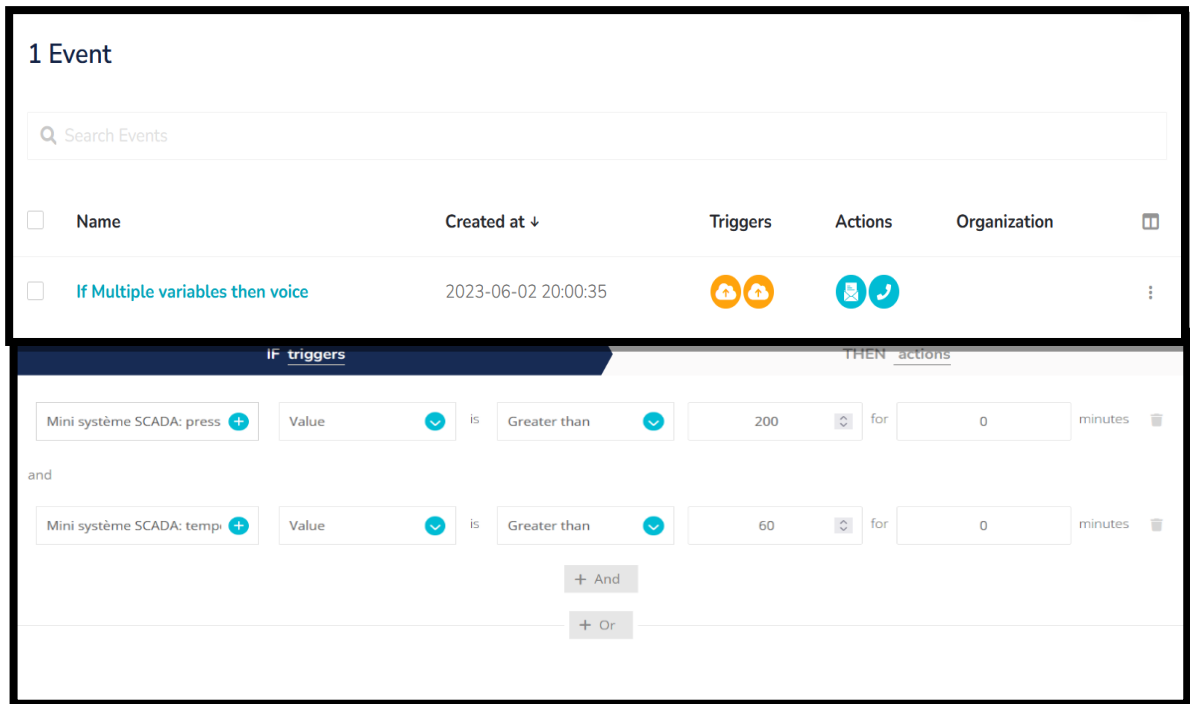 1 Event
Search Events
Name Created at ↓ Triggers Actions Organization
If Multiple variables then voice 2023-06-02 20:00:35
IF triggers THEN actions
Mini système SCADA: press Value is Greater than 200 for 0 minutes
and
Mini système SCADA: temp Value is Greater than 60 for 0 minutes
+ And
+ Or